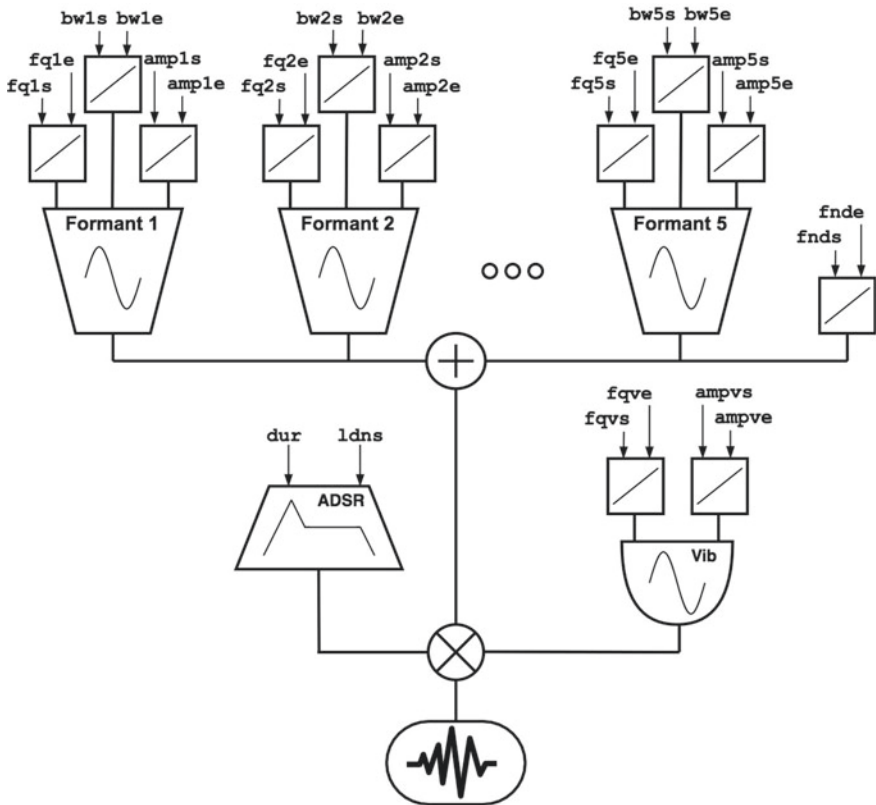 bw1s bw1e
fq1e
amp1s
fq1s
amp1e
Formant 1
bw2s bw2e
fq2e
amp2s
fq2s
amp2e
Formant 2
bw5s bw5e
fq5e
amp5s
fq5s
amp5e
Formant 5
fnde
fnds
dur
ldns
ADSR
fqve
ampvs
fqvs
ampve
Vib